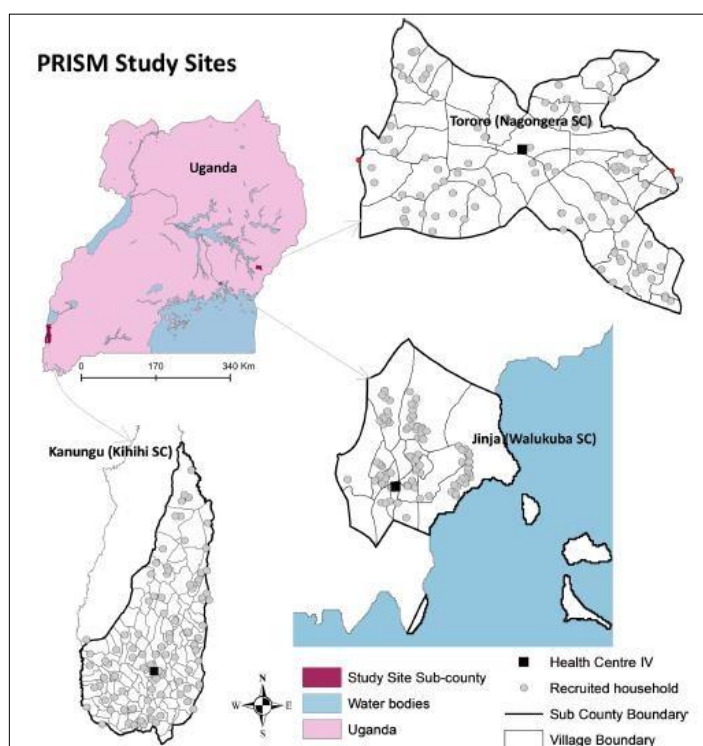 PRISM Study Sites
Uganda
Tororo (Nagongera SC)
0 170 340 Km
Kanungu (Kihihi SC)
Jinja (Walukuba SC)
N
W E
S
Study Site Sub-county
Water bodies
Uganda
Health Centre IV
Recruited household
Sub County Boundary
Village Boundary